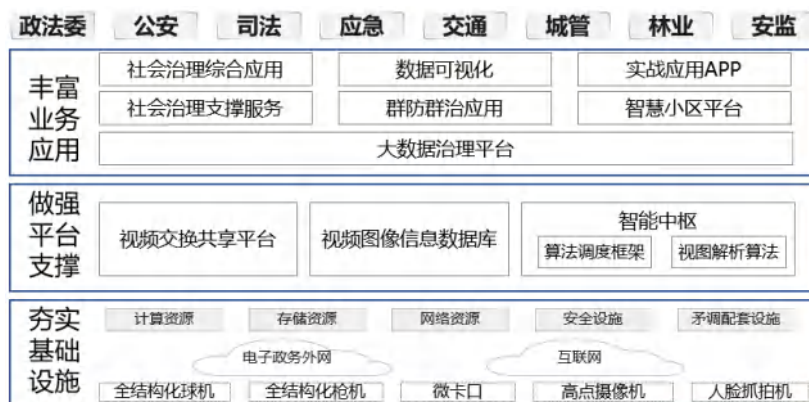 政法委 公安 司法 应急 交通 城管 林业 安监
丰富
业务
应用
社会治理综合应用 数据可视化 实战应用APP
社会治理支撑服务 群防群治应用 智慧小区平台
大数据治理平台
做强
平台
支撑
视频交换共享平台 视频图像信息数据库 智能中枢
算法调度框架 视图解析算法
夯实
基础
设施
计算资源 存储资源 网络资源 安全设施 矛调配套设施
电子政务外网 互联网
全结构化球机 全结构化枪机 微卡口 高点摄像机 人脸抓拍机